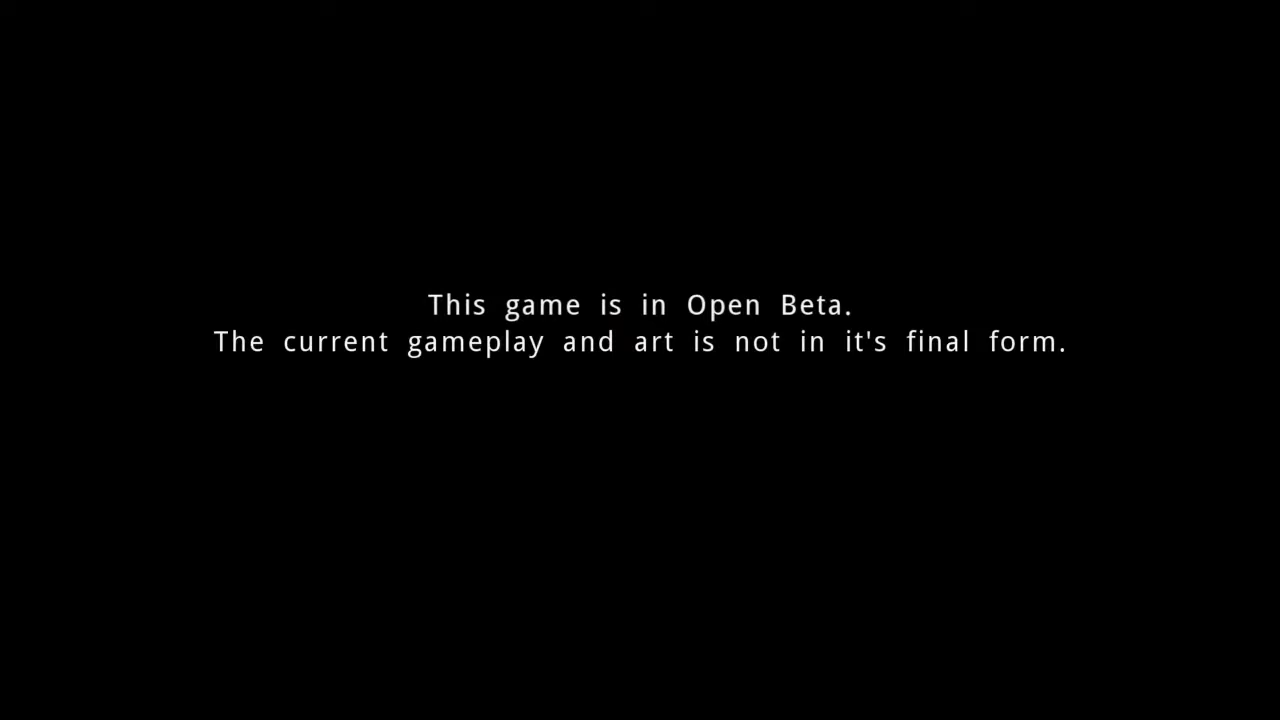 This game is in Open Beta.
The current gameplay and art is not in it's final form.